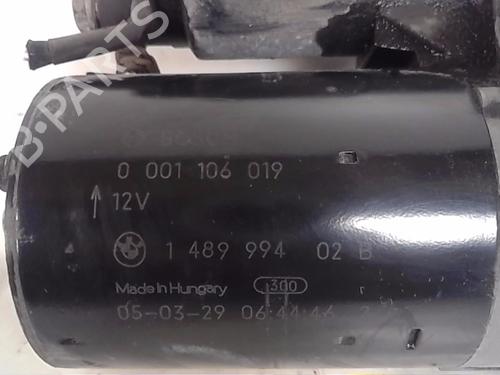 B-PARTS
0 001 106 019
12V
1 489 994 02 B
Made in Hungary 300
05-03-29 06:44:46